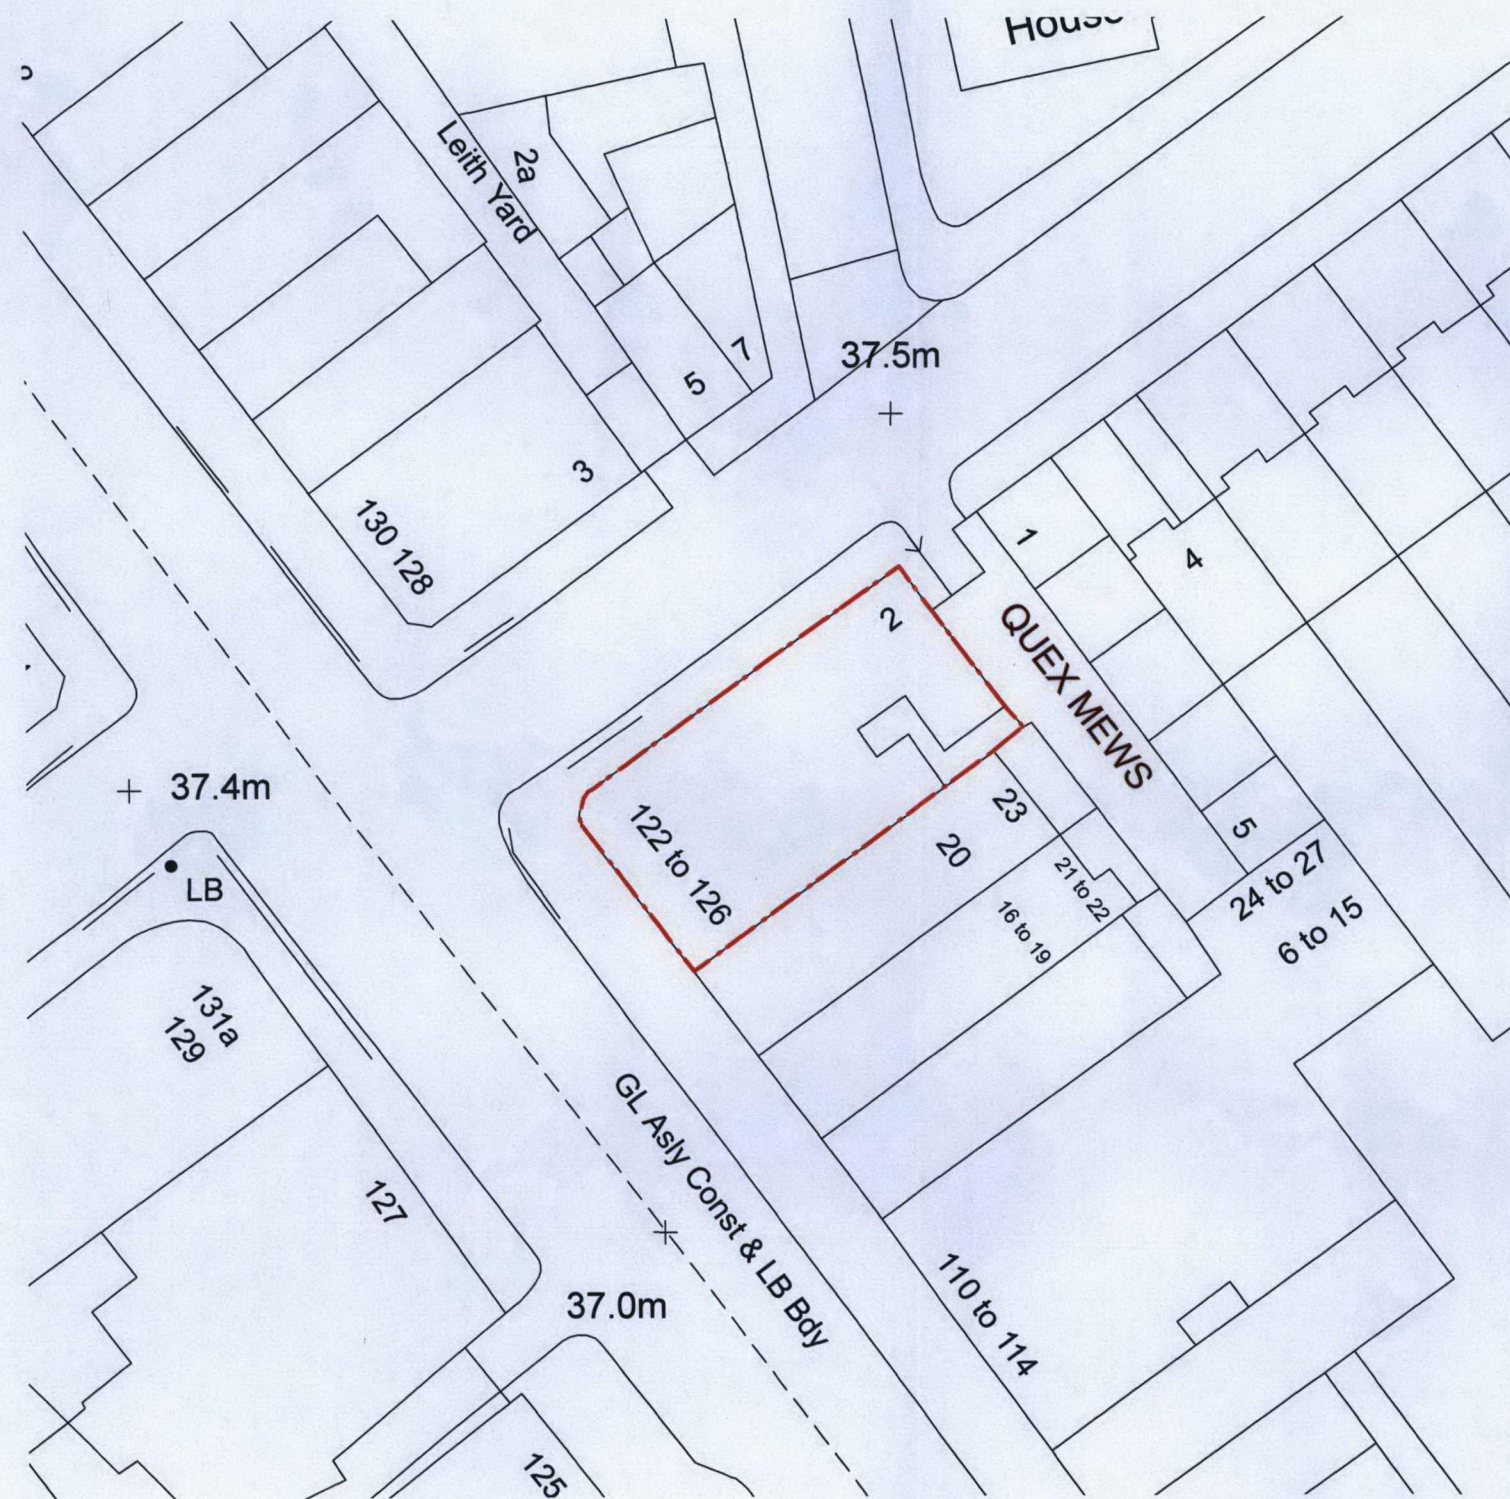 House
Leith Yard
2a
37.5m
7
5
3
130 128
1
4
2
QUEX MEWS
37.4m
122 to 126
23
20
5
LB
21 to 22
16 to 19
24 to 27
6 to 15
131a
129
GL Asly Const & LB Bdy
127
37.0m
110 to 114
125